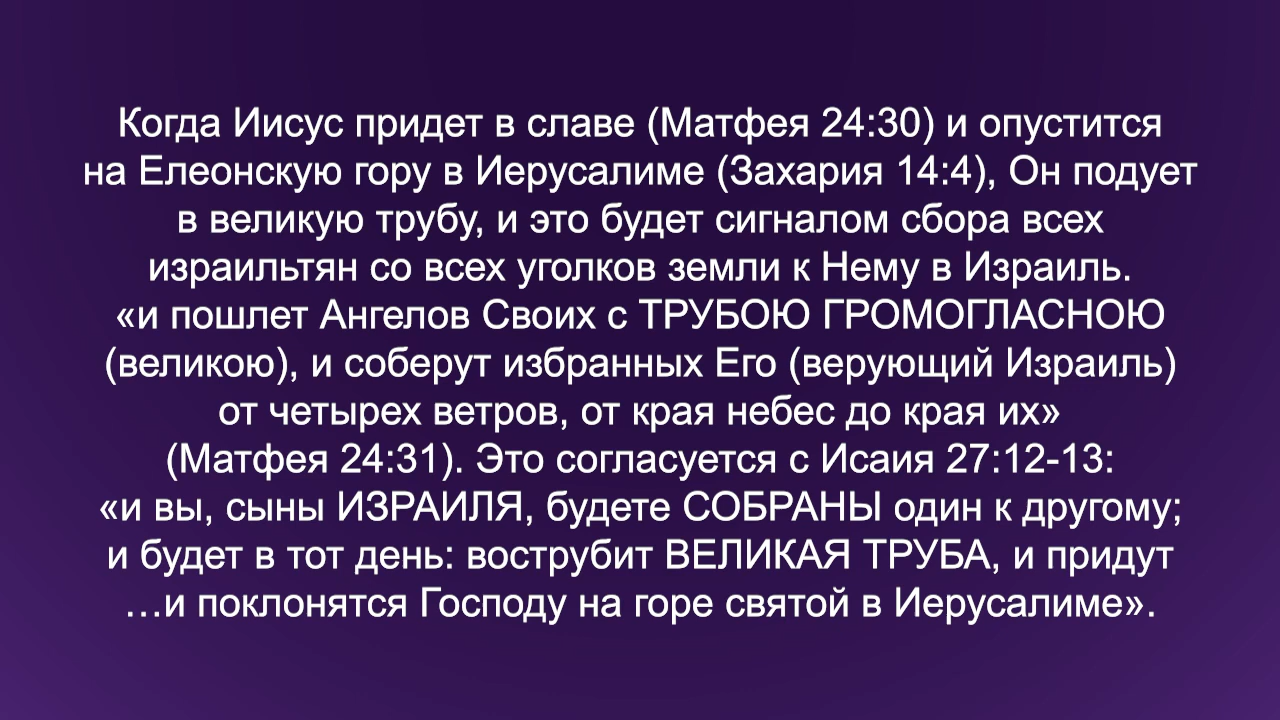 Когда Иисус придет в славе (Матфея 24:30) и опустится
на Елеонскую гору в Иерусалиме (Захария 14:4), Он подует
в великую трубу, и это будет сигналом сбора всех
израильтян со всех уголков земли к Нему в Израиль.
«и пошлет Ангелов Своих с ТРУБОЮ ГРОМОГЛАСНОЮ
(великою), и соберут избранных Его (верующий Израиль)
от четырех ветров, от края небес до края их»
(Матфея 24:31). Это согласуется с Исаия 27:12-13:
«и вы, сыны ИЗРАИЛЯ, будете СОБРАНЫ один к другому;
и будет в тот день: вострубит ВЕЛИКАЯ ТРУБА, и придут
…и поклонятся Господу на горе святой в Иерусалиме».